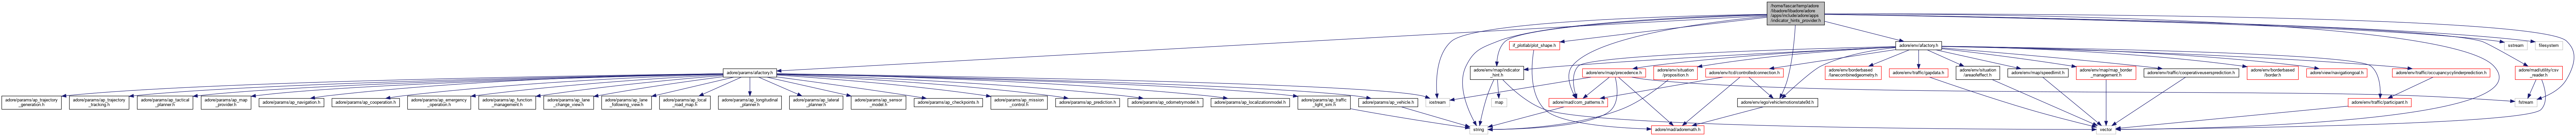 /home/fascar/temp/adore
/libadore/libadore/adore
/apps/include/adore/apps
/indicator_hints_provider.h
if_plotlab/plot_shape.h
adore/env/afactory.h
sstream
filesystem
adore/params/afactory.h
adore/env/map/indicator
_hint.h
adore/env/map/precedence.h
adore/env/situation
/proposition.h
adore/env/tcd/controlledconnection.h
adore/env/borderbased
/lanecombinedgeometry.h
adore/env/traffic/gapdata.h
adore/env/situation
/areaofeffect.h
adore/env/map/speedlimit.h
adore/env/map/map_border
_management.h
adore/env/traffic/cooperativeusersprediction.h
adore/env/borderbased
/border.h
adore/view/navigationgoal.h
adore/env/traffic/occupancycylinderprediction.h
adore/mad/utility/csv
_reader.h
adore/params/ap_trajectory
_generation.h
adore/params/ap_trajectory
_tracking.h
adore/params/ap_tactical
_planner.h
adore/params/ap_map
_provider.h
adore/params/ap_navigation.h
adore/params/ap_cooperation.h
adore/params/ap_emergency
_operation.h
adore/params/ap_function
_management.h
adore/params/ap_lane
_change_view.h
adore/params/ap_lane
_following_view.h
adore/params/ap_local
_road_map.h
adore/params/ap_longitudinal
_planner.h
adore/params/ap_lateral
_planner.h
adore/params/ap_sensor
_model.h
adore/params/ap_checkpoints.h
adore/params/ap_mission
_control.h
adore/params/ap_prediction.h
adore/params/ap_odometrymodel.h
adore/params/ap_localizationmodel.h
adore/params/ap_traffic
_light_sim.h
adore/params/ap_vehicle.h
iostream
map
adore/mad/com_patterns.h
adore/env/ego/vehiclemotionstate9d.h
fstream
adore/env/traffic/participant.h
string
adore/mad/adoremath.h
vector